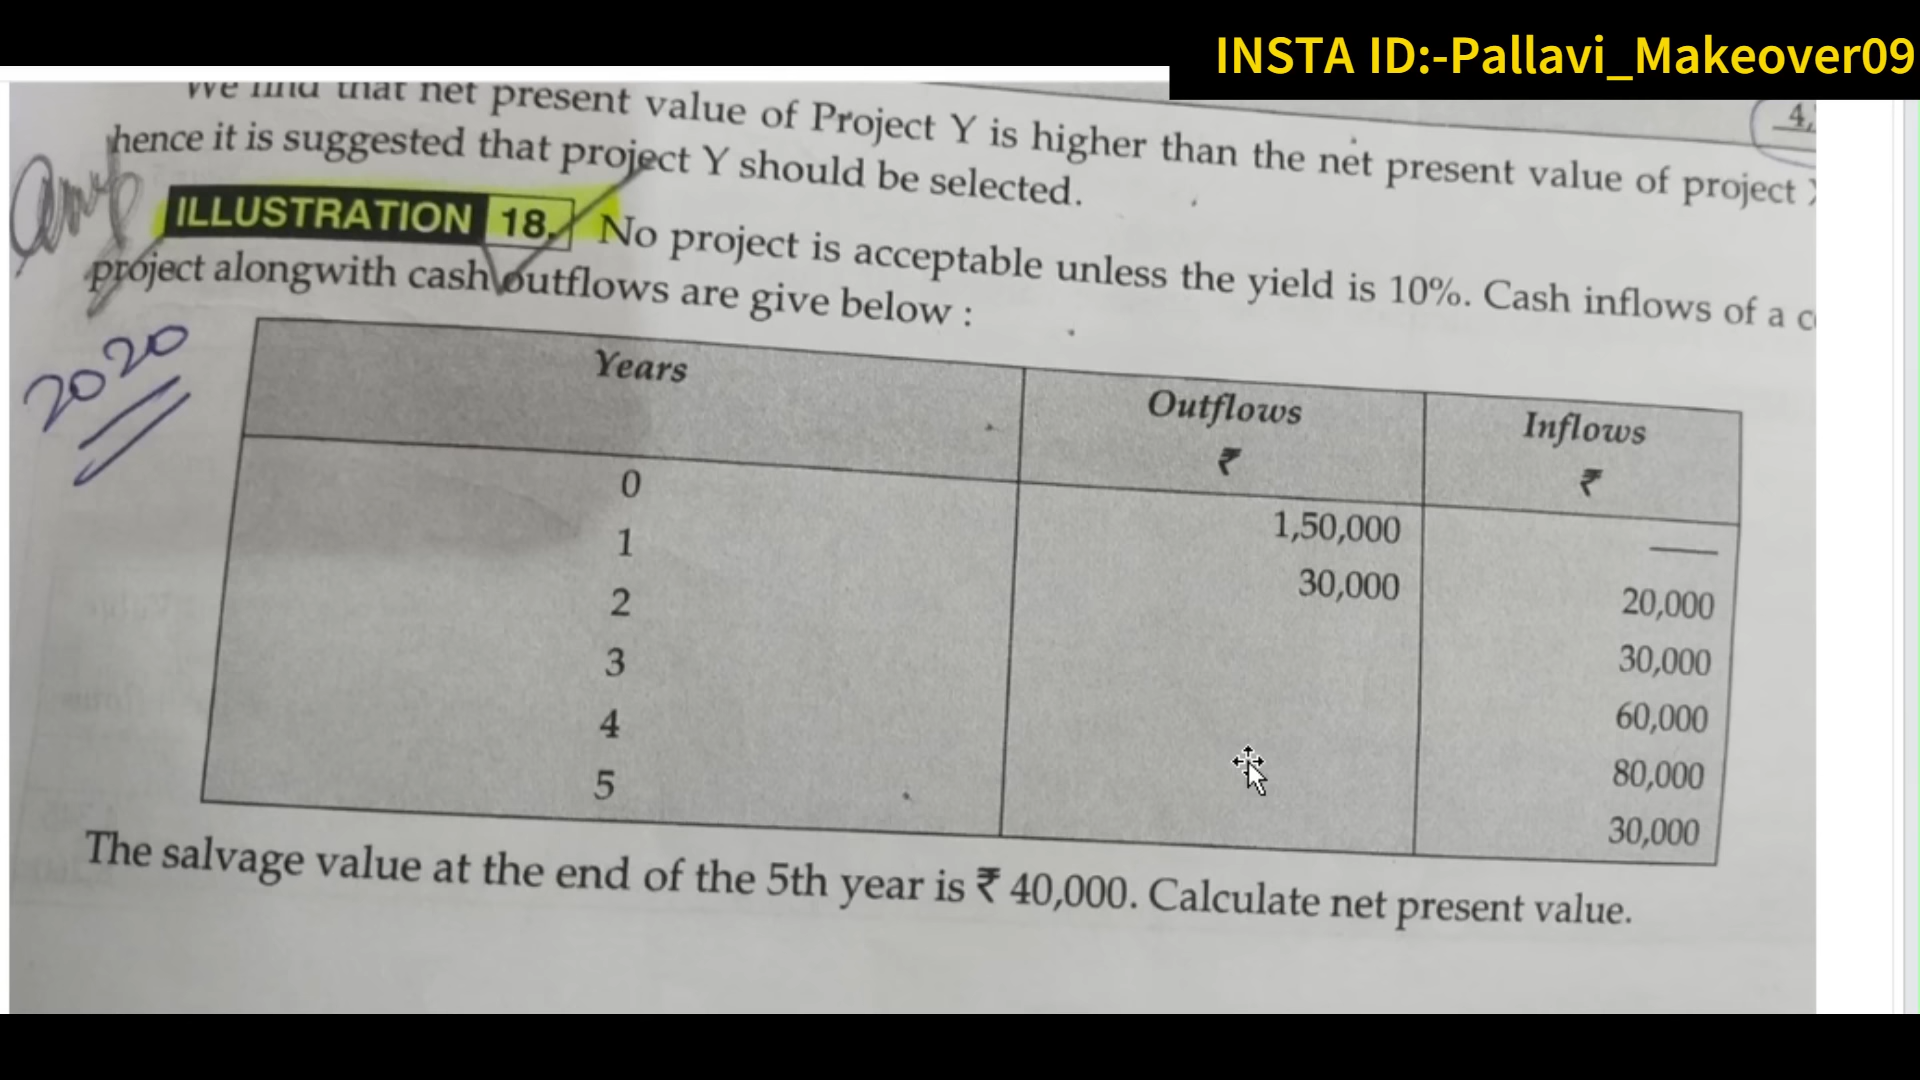 INSTA ID:-Pallavi_Makeover09
We find that net present value of Project Y is higher than the net present value of project
hence it is suggested that project Y should be selected.
ILLUSTRATION 18. No project is acceptable unless the yield is 10%. Cash inflows of a
project alongwith cash outflows are give below :
2020
Years Outflows Inflows
₹ ₹
0 1,50,000 —
1 30,000 20,000
2 30,000
3 60,000
4 80,000
5 30,000
The salvage value at the end of the 5th year is ₹ 40,000. Calculate net present value.